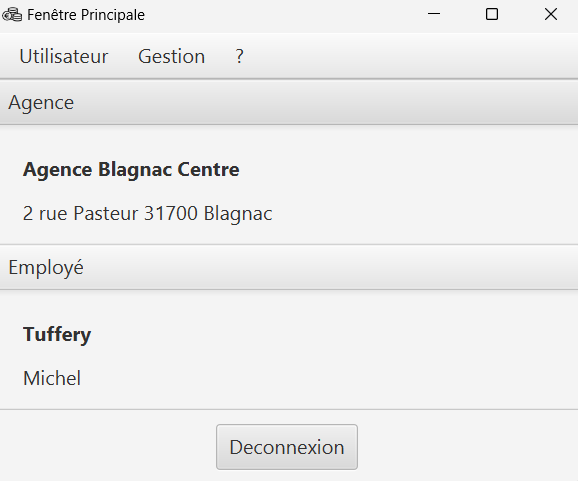 Fenêtre Principale
Utilisateur Gestion ?
Agence
Agence Blagnac Centre
2 rue Pasteur 31700 Blagnac
Employé
Tuffery
Michel
Deconnexion